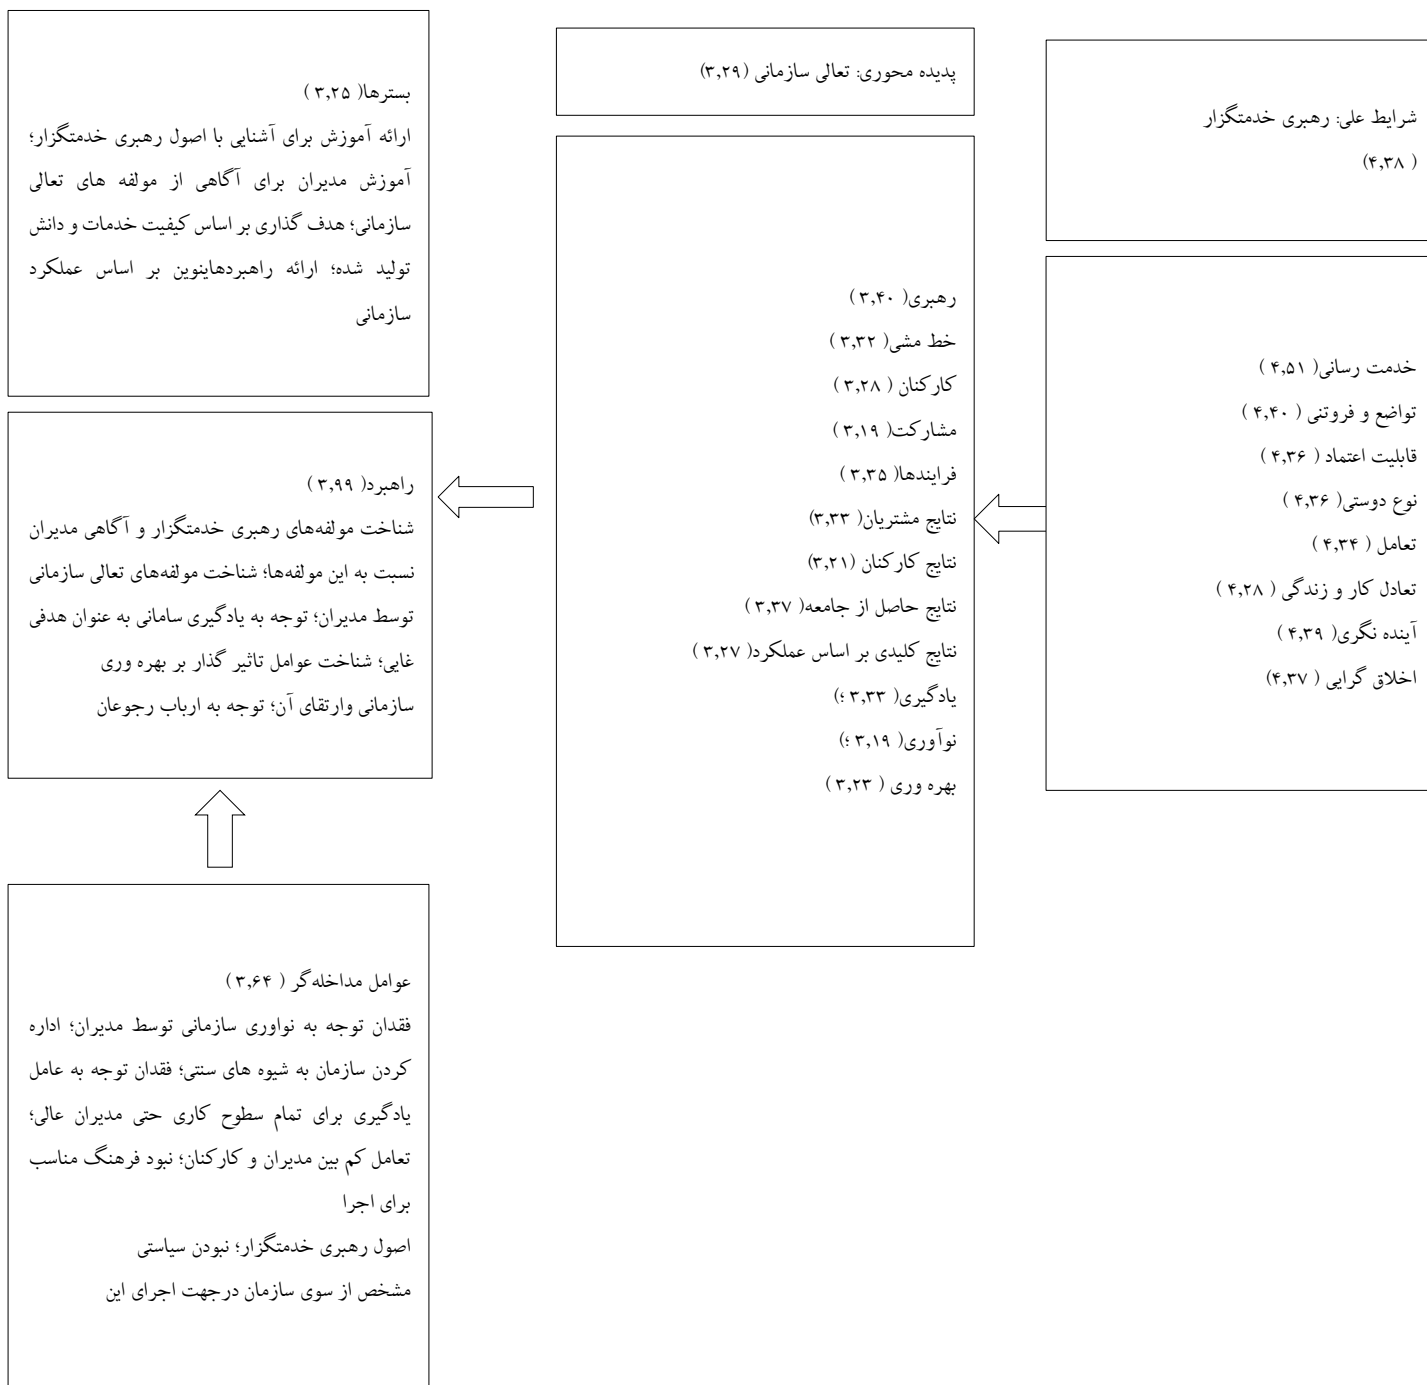 شرایط علی: رهبری خدمتگزار
( ۴,۳۸)
خدمت رسانی( ۴,۵۱ )
تواضع و فروتنی ( ۴,۴۰ )
قابلیت اعتماد ( ۴,۳۶ )
نوع دوستی( ۴,۳۶ )
تعامل ( ۴,۳۴ )
تعادل کار و زندگی ( ۴,۲۸ )
آینده نگری( ۴,۳۹ )
اخلاق گرایی ( ۴,۳۷)
پدیده محوری: تعالی سازمانی (۳,۲۹)
رهبری( ۳,۴۰ )
خط مشی( ۳,۳۲ )
کارکنان ( ۳,۲۸ )
مشارکت( ۳,۱۹ )
فرایندها( ۳,۳۵ )
نتایج مشتریان( ۳,۳۳)
نتایج کارکنان (۳,۲۱)
نتایج حاصل از جامعه( ۳,۳۷ )
نتایج کلیدی بر اساس عملکرد( ۳,۲۷ )
یادگیری( ۳,۳۳ ؛)
نوآوری( ۳,۱۹ ؛)
بهره وری ( ۳,۲۳ )
بسترها( ۳,۲۵ )
ارائه آموزش برای آشنایی با اصول رهبری خدمتگزار؛
آموزش مدیران برای آگاهی از مولفه های تعالی
سازمانی؛ هدف گذاری بر اساس کیفیت خدمات و دانش
تولید شده؛ ارائه راهبردهاینوین بر اساس عملکرد
سازمانی
راهبرد( ۳,۹۹ )
شناخت مولفه‌های رهبری خدمتگزار و آگاهی مدیران
نسبت به این مولفه‌ها؛ شناخت مولفه‌های تعالی سازمانی
توسط مدیران؛ توجه به یادگیری سامانی به عنوان هدفی
غایی؛ شناخت عوامل تاثیر گذار بر بهره وری
سازمانی وارتقای آن؛ توجه به ارباب رجوعان
عوامل مداخله‌گر ( ۳,۶۴ )
فقدان توجه به نواوری سازمانی توسط مدیران؛ اداره
کردن سازمان به شیوه های سنتی؛ فقدان توجه به عامل
یادگیری برای تمام سطوح کاری حتی مدیران عالی؛
تعامل کم بین مدیران و کارکنان؛ نبود فرهنگ مناسب
برای اجرا
اصول رهبری خدمتگزار؛ نبودن سیاستی
مشخص از سوی سازمان درجهت اجرای این